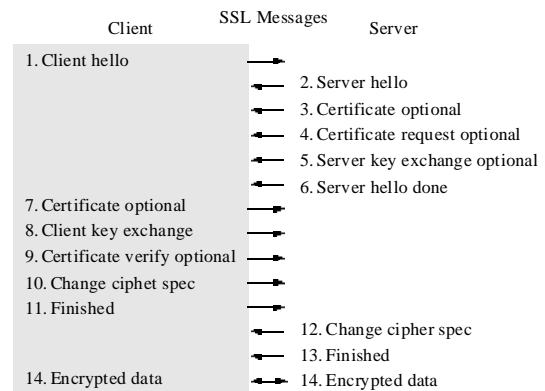 SSL Messages
Client Server
1. Client hello
2. Server hello
3. Certificate optional
4. Certificate request optional
5. Server key exchange optional
6. Server hello done
7. Certificate optional
8. Client key exchange
9. Certificate verify optional
10. Change ciphet spec
11. Finished
12. Change cipher spec
13. Finished
14. Encrypted data 14. Encrypted data